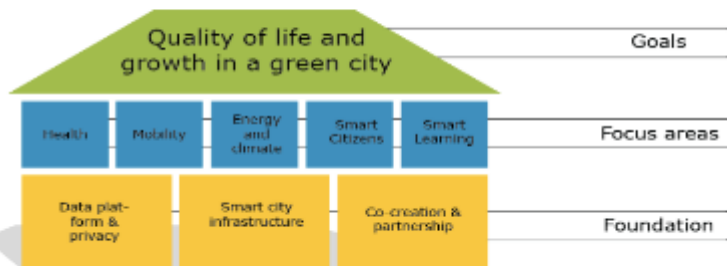 Quality of life and
growth in a green city
Goals
Health
Mobility
Energy
and
climate
Smart
Citizens
Smart
Learning
Focus areas
Data plat-
form &
privacy
Smart city
infrastructure
Co-creation &
partnership
Foundation